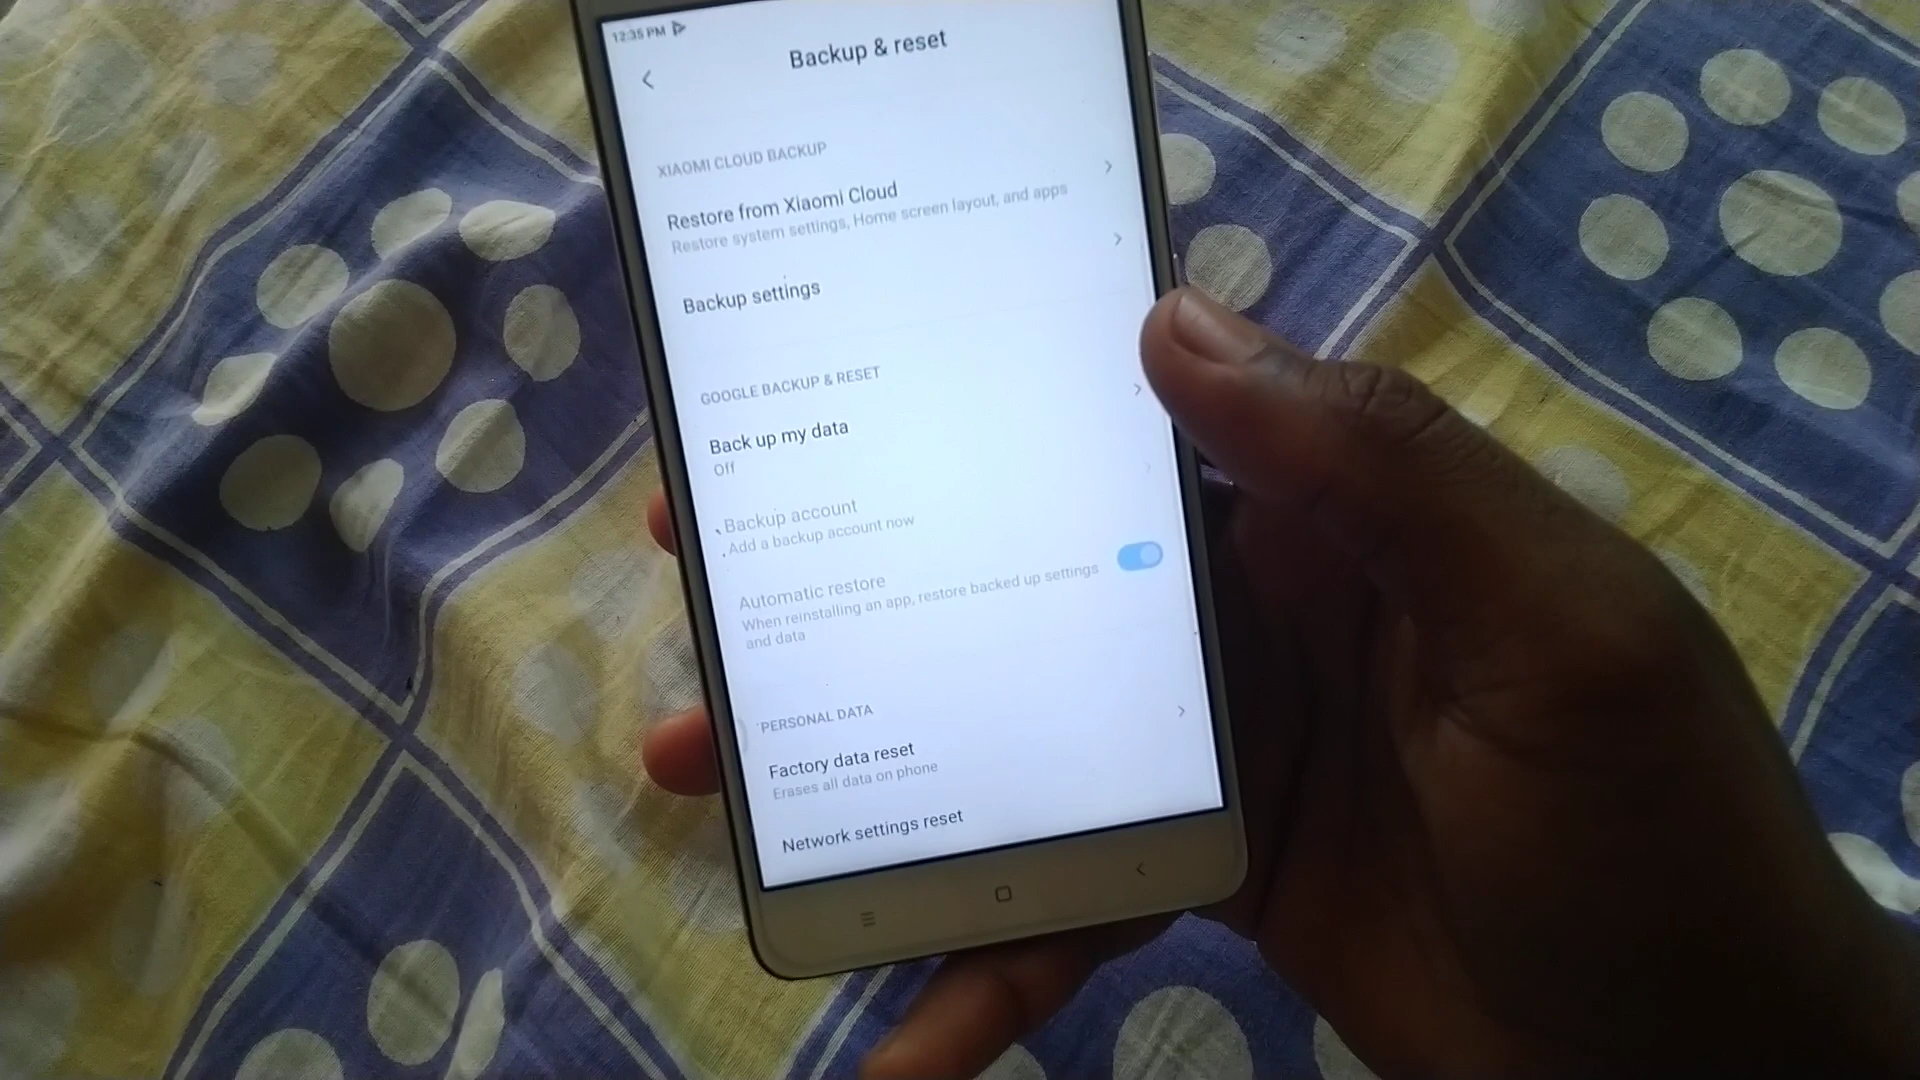 12:35 PM
Backup & reset
XIAOMI CLOUD BACKUP
Restore from Xiaomi Cloud
Restore system settings, Home screen layout, and apps
Backup settings
GOOGLE BACKUP & RESET
Back up my data
Off
Backup account
Add a backup account now
Automatic restore
When reinstalling an app, restore backed up settings
and data
PERSONAL DATA
Factory data reset
Erases all data on phone
Network settings reset